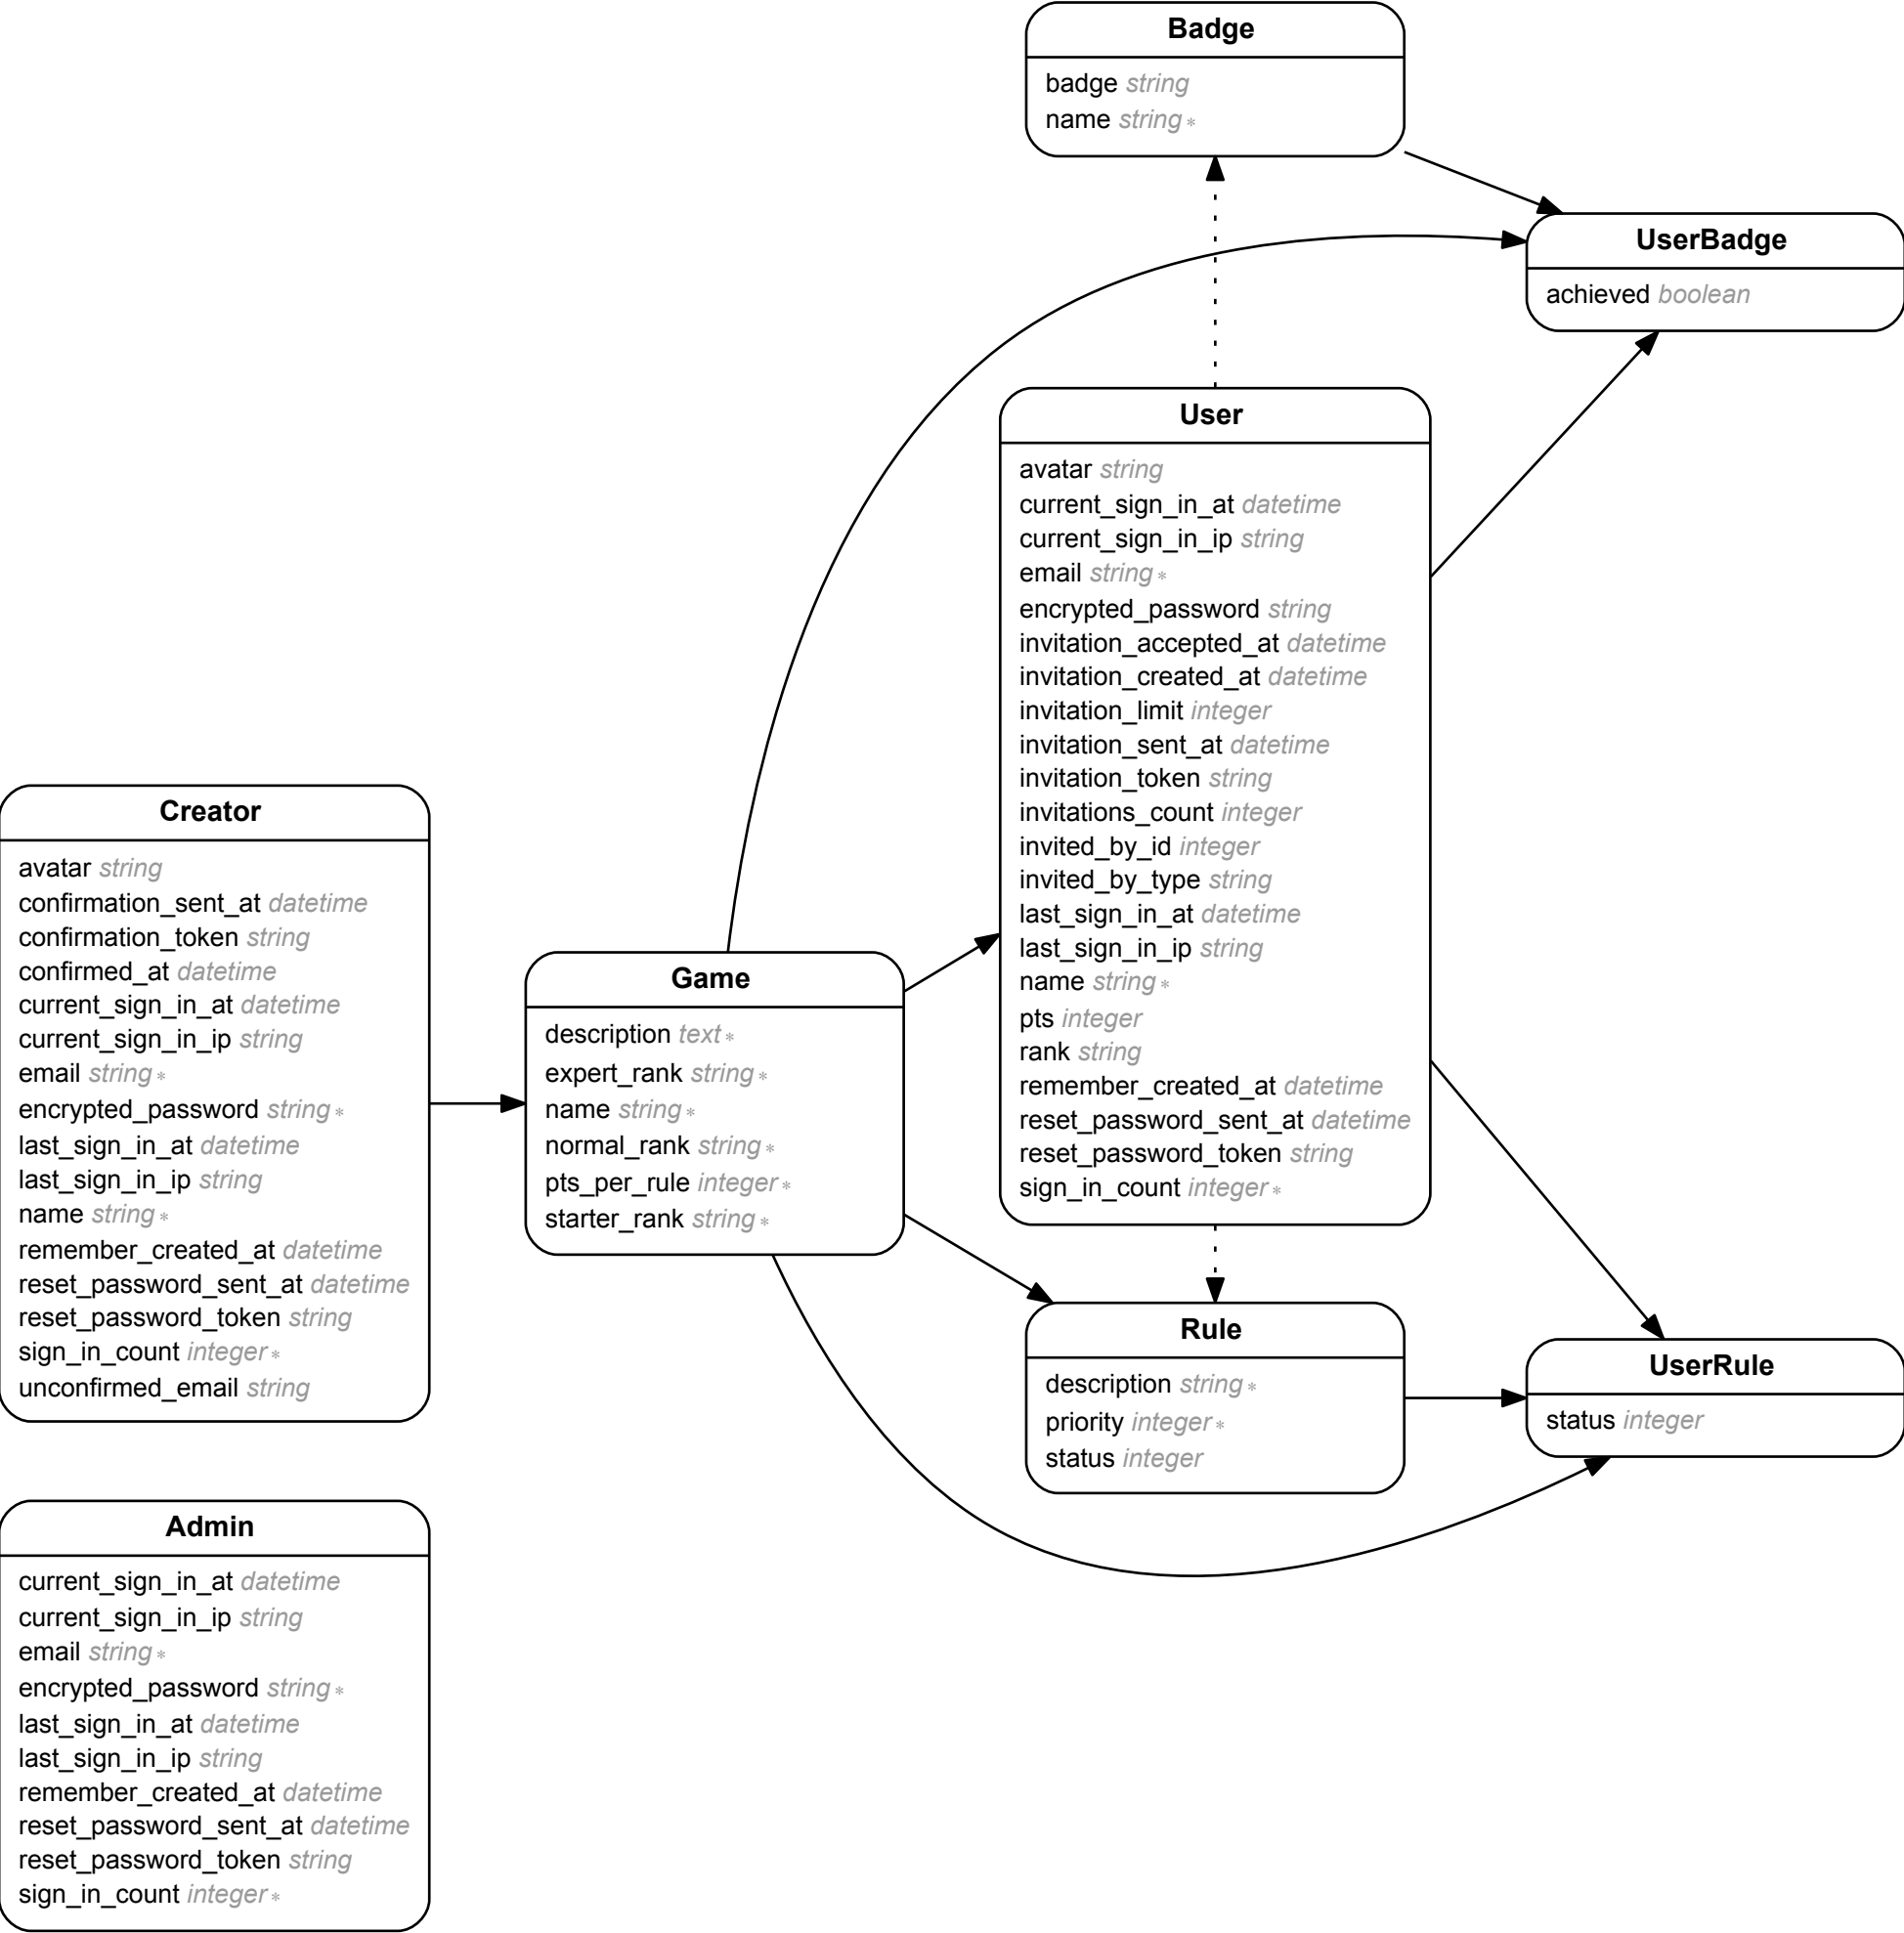 Badge
badge string
name string *
UserBadge
achieved boolean
User
avatar string
current_sign_in_at datetime
current_sign_in_ip string
email string *
encrypted_password string
invitation_accepted_at datetime
invitation_created_at datetime
invitation_limit integer
invitation_sent_at datetime
invitation_token string
invitations_count integer
invited_by_id integer
invited_by_type string
last_sign_in_at datetime
last_sign_in_ip string
name string *
pts integer
rank string
remember_created_at datetime
reset_password_sent_at datetime
reset_password_token string
sign_in_count integer *
Creator
avatar string
confirmation_sent_at datetime
confirmation_token string
confirmed_at datetime
current_sign_in_at datetime
current_sign_in_ip string
email string *
encrypted_password string *
last_sign_in_at datetime
last_sign_in_ip string
name string *
remember_created_at datetime
reset_password_sent_at datetime
reset_password_token string
sign_in_count integer *
unconfirmed_email string
Game
description text *
expert_rank string *
name string *
normal_rank string *
pts_per_rule integer *
starter_rank string *
Rule
description string *
priority integer *
status integer
UserRule
status integer
Admin
current_sign_in_at datetime
current_sign_in_ip string
email string *
encrypted_password string *
last_sign_in_at datetime
last_sign_in_ip string
remember_created_at datetime
reset_password_sent_at datetime
reset_password_token string
sign_in_count integer *